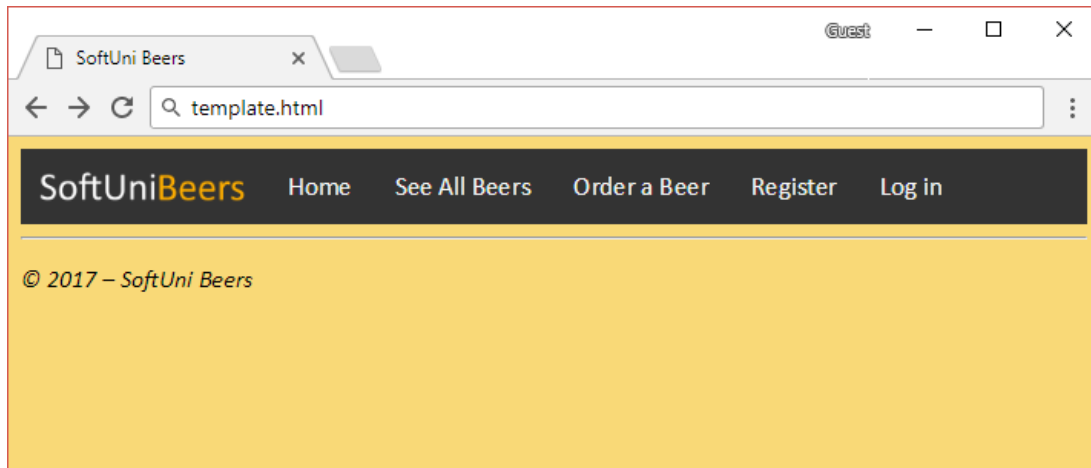 Guest
SoftUni Beers
template.html
SoftUniBeers Home See All Beers Order a Beer Register Log in
© 2017 – SoftUni Beers